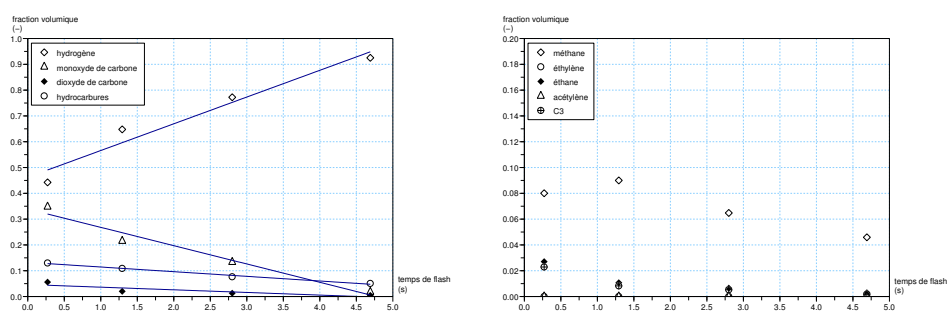 fraction volumique
(−)
1.0
0.9
0.8
0.7
0.6
0.5
0.4
0.3
0.2
0.1
0.0
hydrogène
monoxyde de carbone
dioxyde de carbone
hydrocarbures
0.0 0.5 1.0 1.5 2.0 2.5 3.0 3.5 4.0 4.5 5.0
temps de flash
(s)
fraction volumique
(−)
0.20
0.18
0.16
0.14
0.12
0.10
0.08
0.06
0.04
0.02
0.00
méthane
éthylène
éthane
acétylène
C3
0.0 0.5 1.0 1.5 2.0 2.5 3.0 3.5 4.0 4.5 5.0
temps de flash
(s)